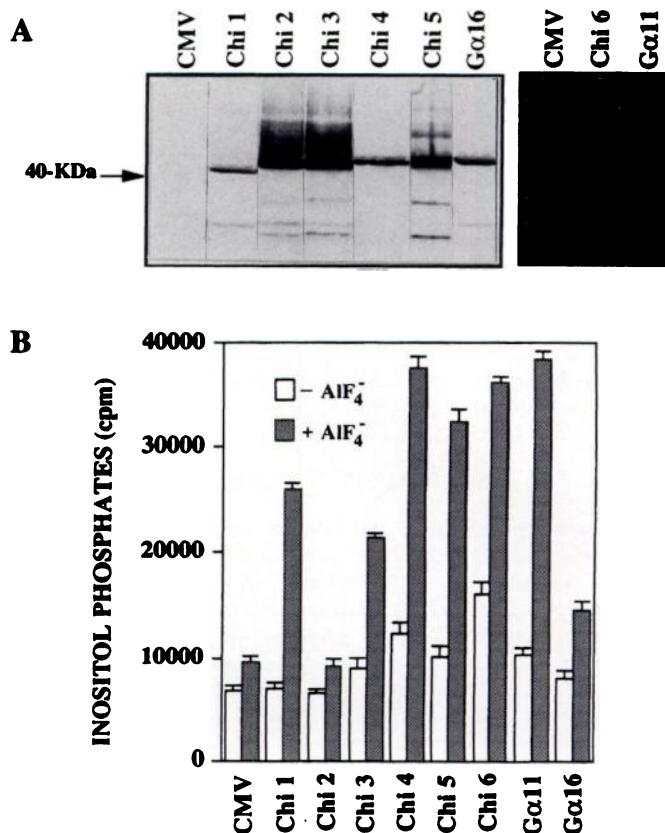 A
CMV
Chi 1
Chi 2
Chi 3
Chi 4
Chi 5
Gα16
CMV
Chi 6
Gα11
40-KDa
B
INOSITOL PHOSPHATES (cpm)
40000
30000
20000
10000
0
– AlF₄⁻
+ AlF₄⁻
CMV
Chi 1
Chi 2
Chi 3
Chi 4
Chi 5
Chi 6
Gα11
Gα16